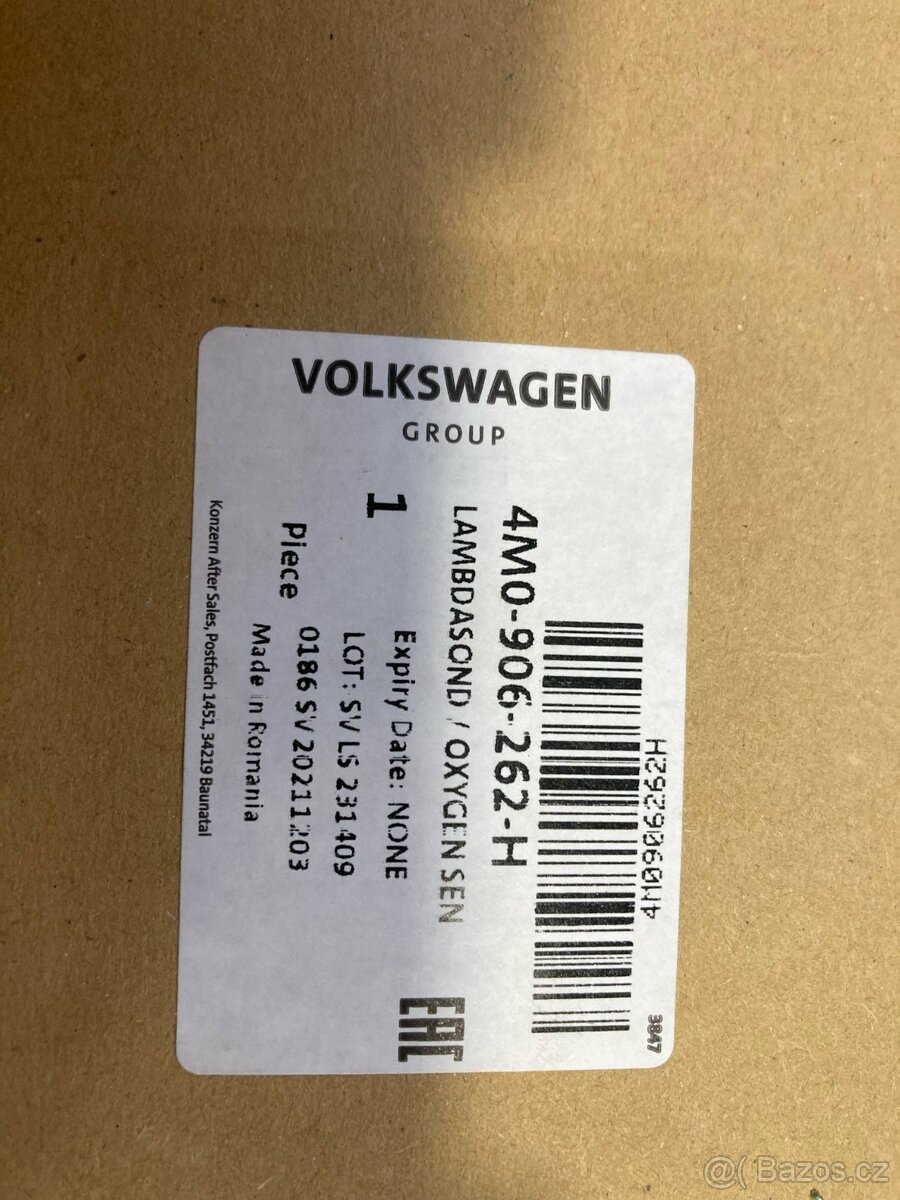 VOLKSWAGEN
GROUP
4M0906262H
3847
4M0-906-262-H
LAMBDASOND / OXYGEN SEN
1
Expiry Date: NONE
LOT: SV LS 231409
Piece
0186 SV 20211203
Made in Romania
Konzern After Sales, Postfach 1451, 34219 Baunatal
EAC
@( Bazos.cz